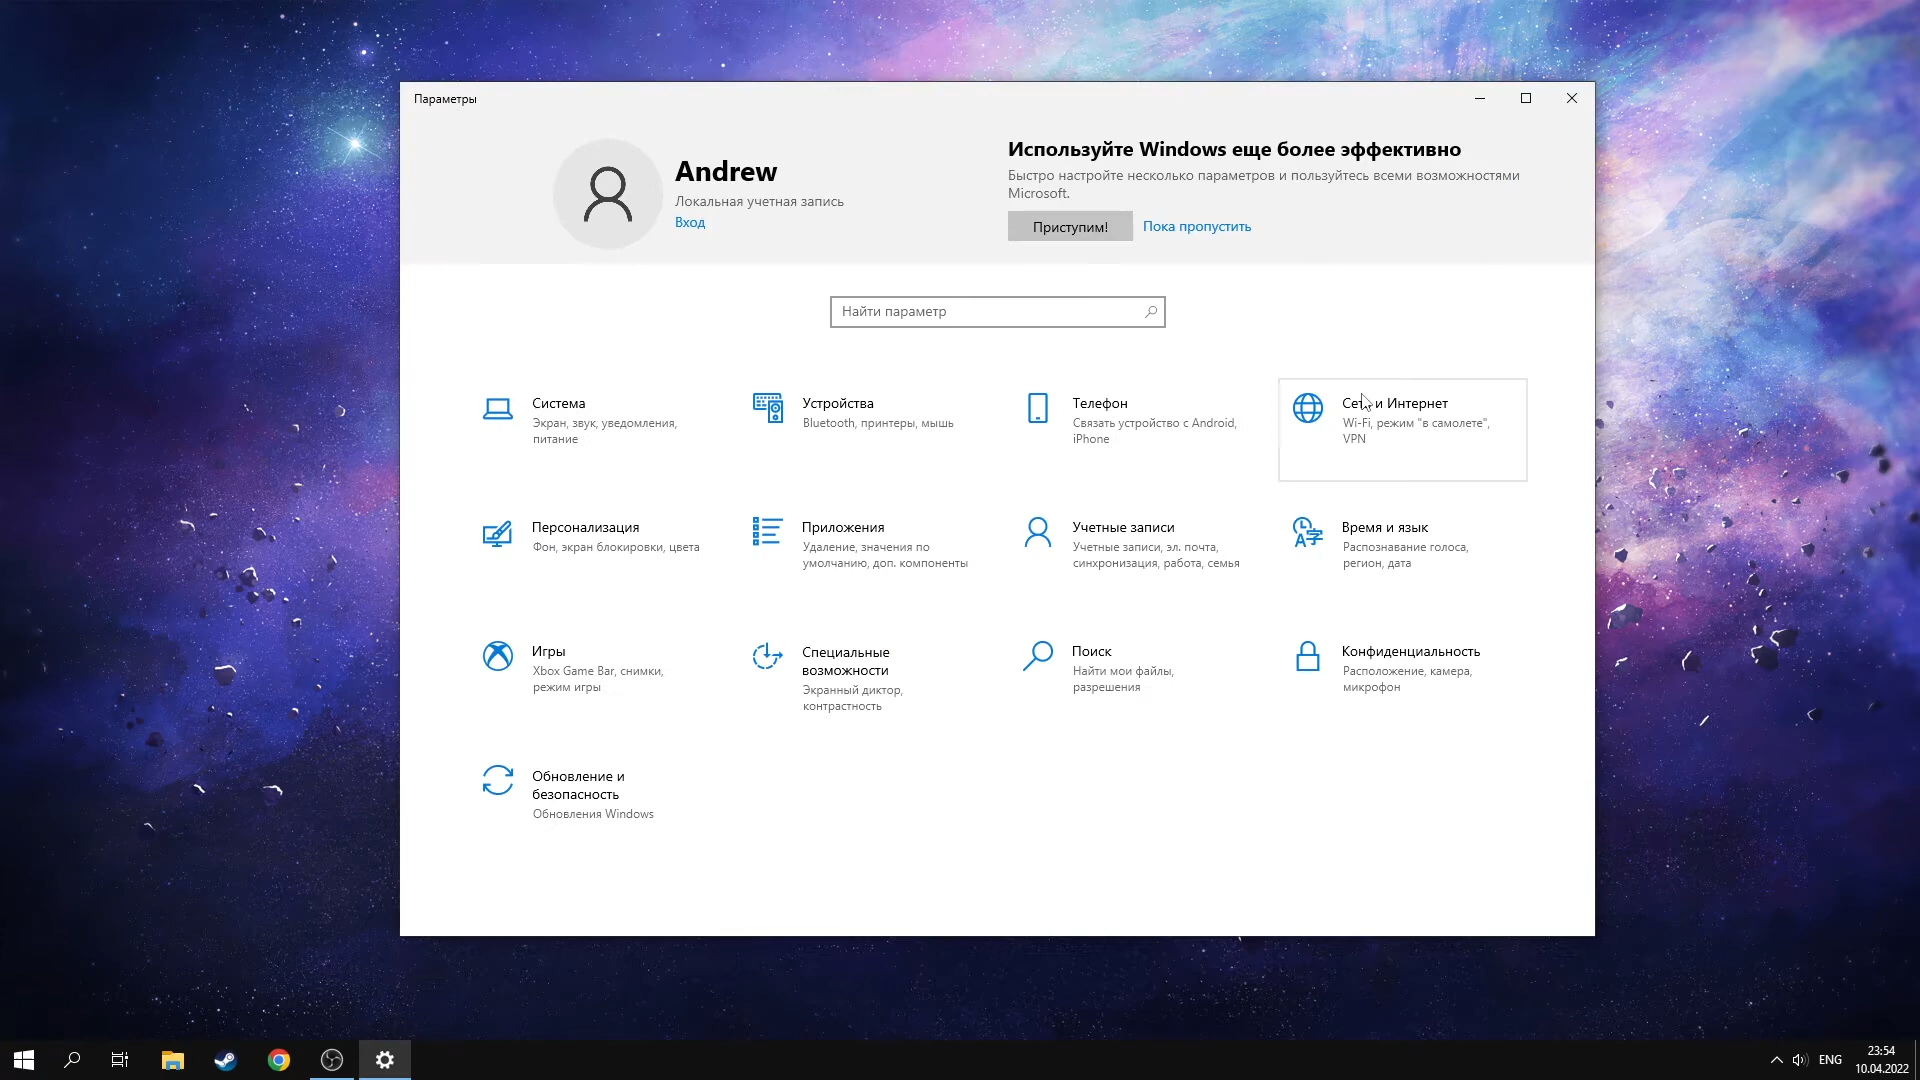 Параметры
Andrew
Локальная учетная запись
Вход
Используйте Windows еще более эффективно
Быстро настройте несколько параметров и пользуйтесь всеми возможностями
Microsoft.
Приступим!
Пока пропустить
Найти параметр
Система
Экран, звук, уведомления,
питание
Устройства
Bluetooth, принтеры, мышь
Телефон
Связать устройство с Android,
iPhone
Сеть и Интернет
Wi-Fi, режим "в самолете",
VPN
Персонализация
Фон, экран блокировки, цвета
Приложения
Удаление, значения по
умолчанию, доп. компоненты
Учетные записи
Учетные записи, эл. почта,
синхронизация, работа, семья
Время и язык
Распознавание голоса,
регион, дата
Игры
Xbox Game Bar, снимки,
режим игры
Специальные
возможности
Экранный диктор,
контрастность
Поиск
Найти мои файлы,
разрешения
Конфиденциальность
Расположение, камера,
микрофон
Обновление и
безопасность
Обновления Windows
ENG
23:54
10.04.2022